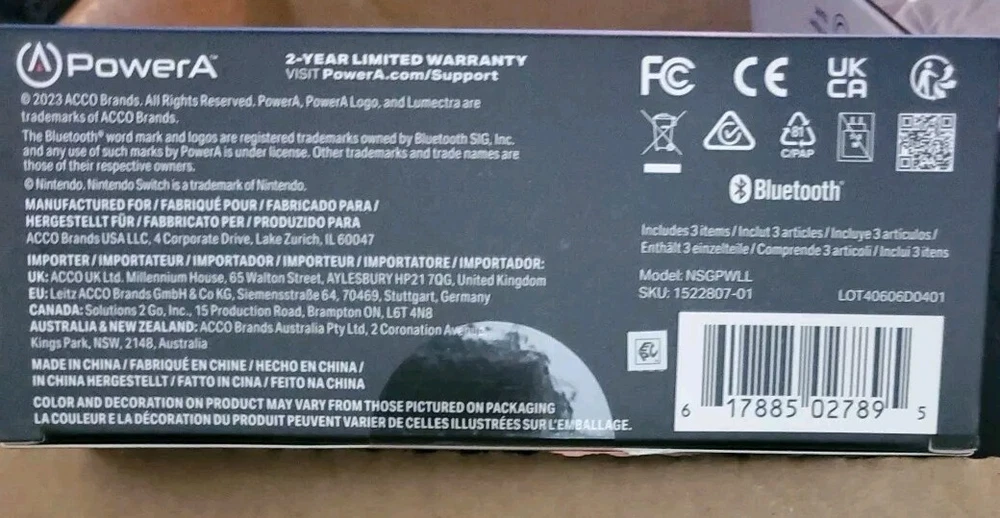 PowerA
2-YEAR LIMITED WARRANTY
VISIT PowerA.com/Support
© 2023 ACCO Brands. All Rights Reserved. PowerA, PowerA Logo, and Lumectra are
trademarks of ACCO Brands.
The Bluetooth® word mark and logos are registered trademarks owned by Bluetooth SIG, Inc.
and any use of such marks by PowerA is under license. Other trademarks and trade names are
those of their respective owners.
© Nintendo. Nintendo Switch is a trademark of Nintendo.
MANUFACTURED FOR / FABRIQUÉ POUR / FABRICADO PARA /
HERGESTELLT FÜR / FABBRICATO PER / PRODUZIDO PARA
ACCO Brands USA LLC, 4 Corporate Drive, Lake Zurich, IL 60047
IMPORTER / IMPORTATEUR / IMPORTADOR / IMPORTEUR / IMPORTATORE / IMPORTADOR:
UK: ACCO UK Ltd. Millennium House, 65 Walton Street, AYLESBURY HP21 7QG, United Kingdom
EU: Leitz ACCO Brands GmbH & Co KG, Siemensstraße 64, 70469, Stuttgart, Germany
CANADA: Solutions 2 Go, Inc., 15 Production Road, Brampton ON, L6T 4N8
AUSTRALIA & NEW ZEALAND: ACCO Brands Australia Pty Ltd, 2 Coronation Avenue,
Kings Park, NSW, 2148, Australia
MADE IN CHINA / FABRIQUÉ EN CHINE / HECHO EN CHINA /
IN CHINA HERGESTELLT / FATTO IN CINA / FEITO NA CHINA
COLOR AND DECORATION ON PRODUCT MAY VARY FROM THOSE PICTURED ON PACKAGING
LA COULEUR E LA DÉCORATION DU PRODUIT PEUVENT VARIER DE CELLES ILLUSTRÉES SUR L'EMBALLAGE.
FC CE UK
CA
81
C/PAP
Bluetooth®
Includes 3 items / Inclut 3 articles / Incluye 3 artículos /
Enthält 3 einzelteile / Comprende 3 articoli / Inclui 3 itens
Model: NSGPWLL
SKU: 1522807-01
LOT40606D0401
6 17885 02789 5